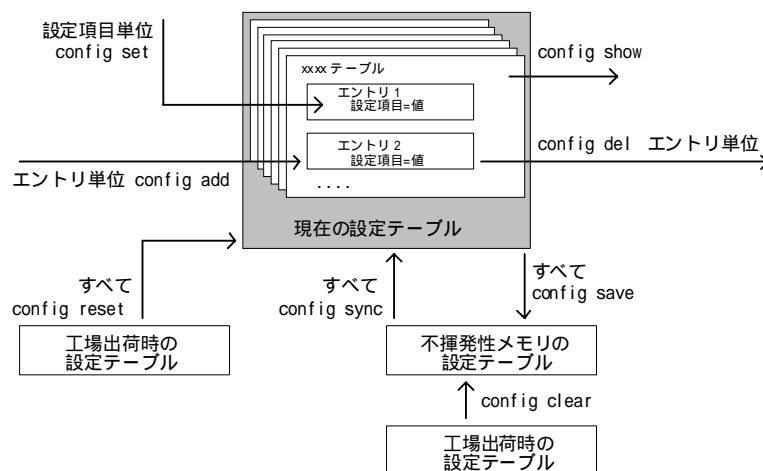 設定項目単位
config set
xxxx テーブル
エントリ 1
設定項目=値
config show
エントリ 2
設定項目=値
config del エントリ単位
エントリ単位 config add
....
現在の設定テーブル
すべて
config reset
すべて
config sync
すべて
config save
工場出荷時の
設定テーブル
不揮発性メモリの
設定テーブル
config clear
工場出荷時の
設定テーブル